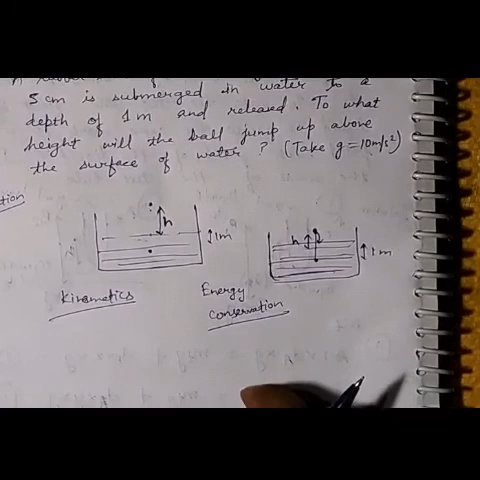 5 cm is submerged in water to a
depth of 1 m and released. To what
height will the ball jump up above
the surface of water? (Take g=10m/s²)
h
1m
h
1m
Kinematics
Energy
conservation